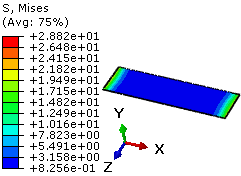 S, Mises
(Avg: 75%)
+2.882e+01
+2.648e+01
+2.415e+01
+2.182e+01
+1.949e+01
+1.715e+01
+1.482e+01
+1.249e+01
+1.016e+01
+7.823e+00
+5.491e+00
+3.158e+00
+8.256e-01
Y
X
Z